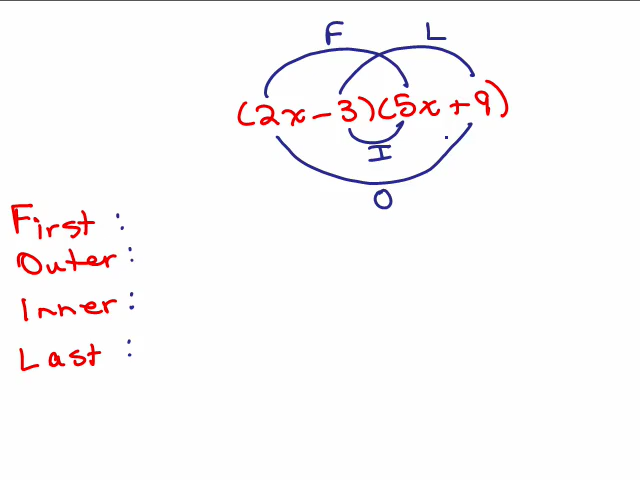 F L
(2x-3)(5x+9)
I
O
First :
Outer :
Inner :
Last :